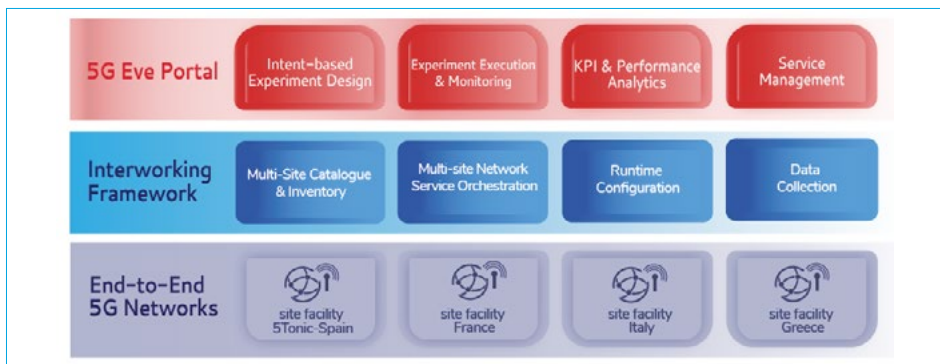 5G Eve Portal
Intent-based
Experiment Design
Experiment Execution
& Monitoring
KPI & Performance
Analytics
Service
Management
Interworking
Framework
Multi-Site Catalogue
& Inventory
Multi-site Network
Service Orchestration
Runtime
Configuration
Data
Collection
End-to-End
5G Networks
site facility
5Tonic-Spain
site facility
France
site facility
Italy
site facility
Greece